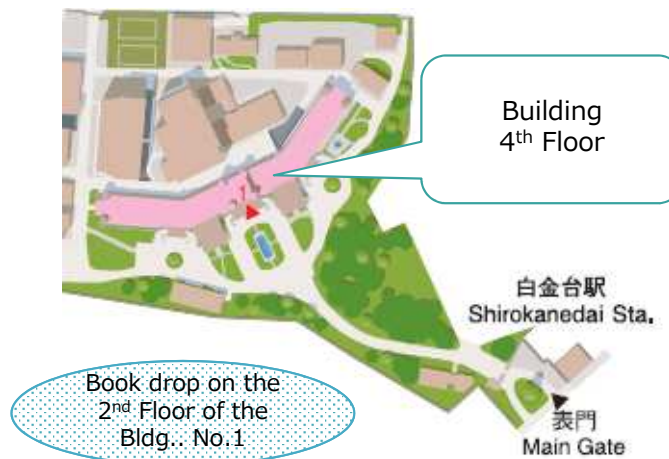 Building
4th Floor
1
白金台駅
Shirokanedai Sta.
Book drop on the
2nd Floor of the
Bldg.. No.1
表門
Main Gate